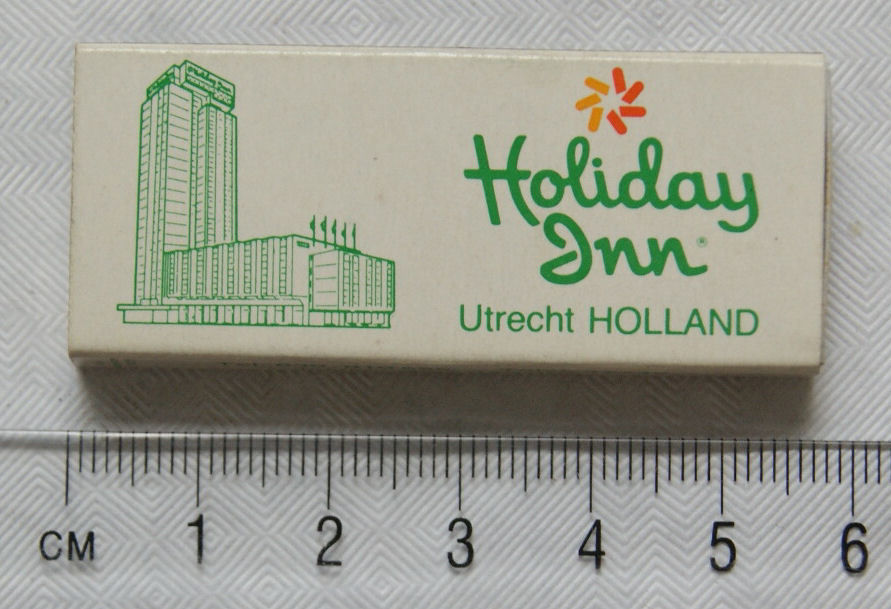 Holiday
Inn®
Utrecht HOLLAND
CM 1 2 3 4 5 6